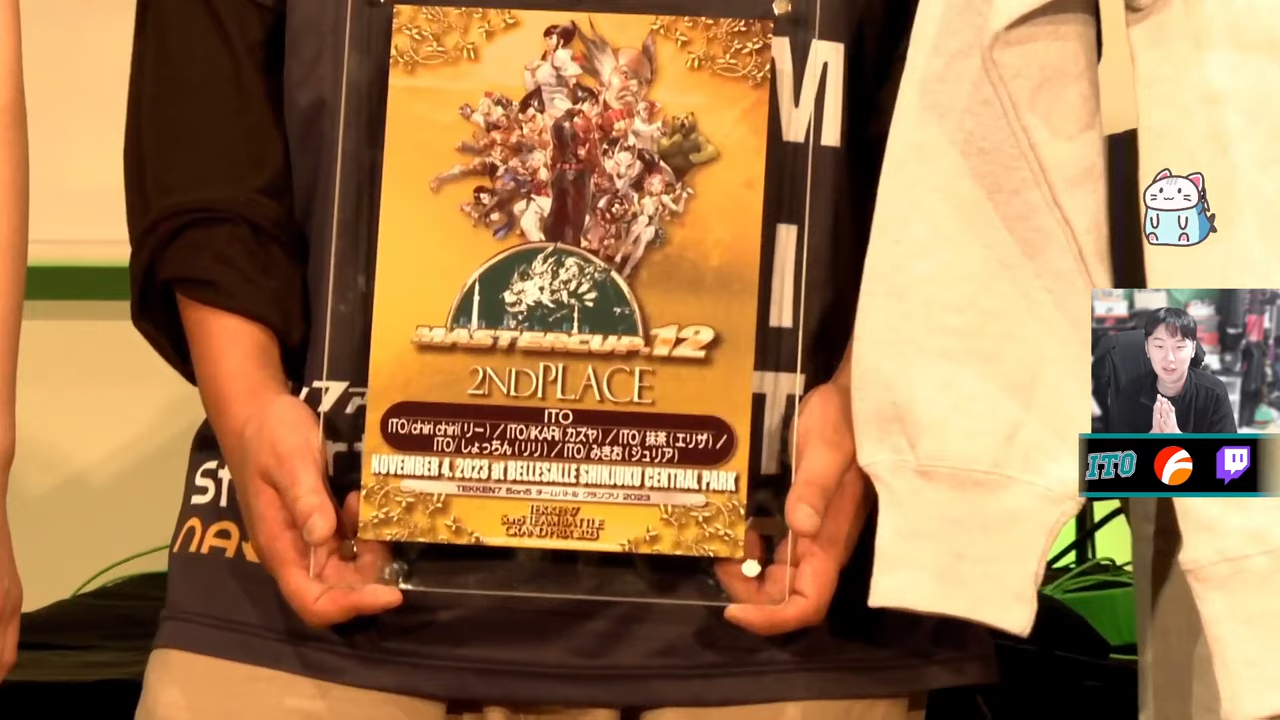 MASTERCUP.12
2ND PLACE
ITO
ITO/chiri chiri(リー) ／ ITO/IKARI(カズヤ) ／ ITO/ 抹茶(エリザ) ／
ITO/ しょっちん(リリ) ／ ITO/ みきお(ジュリア)
NOVEMBER 4, 2023 at BELLESALLE SHINJUKU CENTRAL PARK
TEKKEN7 5on5 チームバトル グランプリ 2023
TEKKEN7
5on5 TEAM BATTLE
GRAND PRIX 2023
M
I
T
ITO